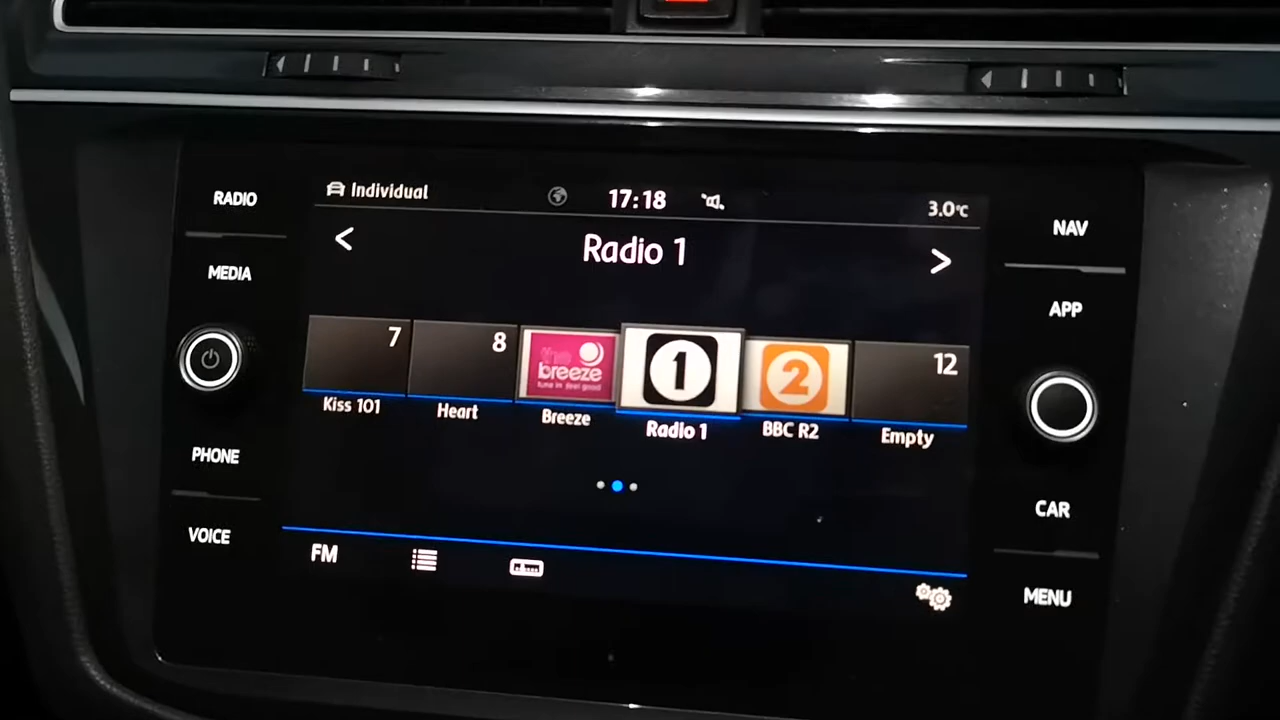 RADIO
MEDIA
PHONE
VOICE
Individual
17:18
3.0°C
<
Radio 1
>
7
8
the
breeze
tune in feel good
1
2
12
Kiss 101
Heart
Breeze
Radio 1
BBC R2
Empty
FM
NAV
APP
CAR
MENU